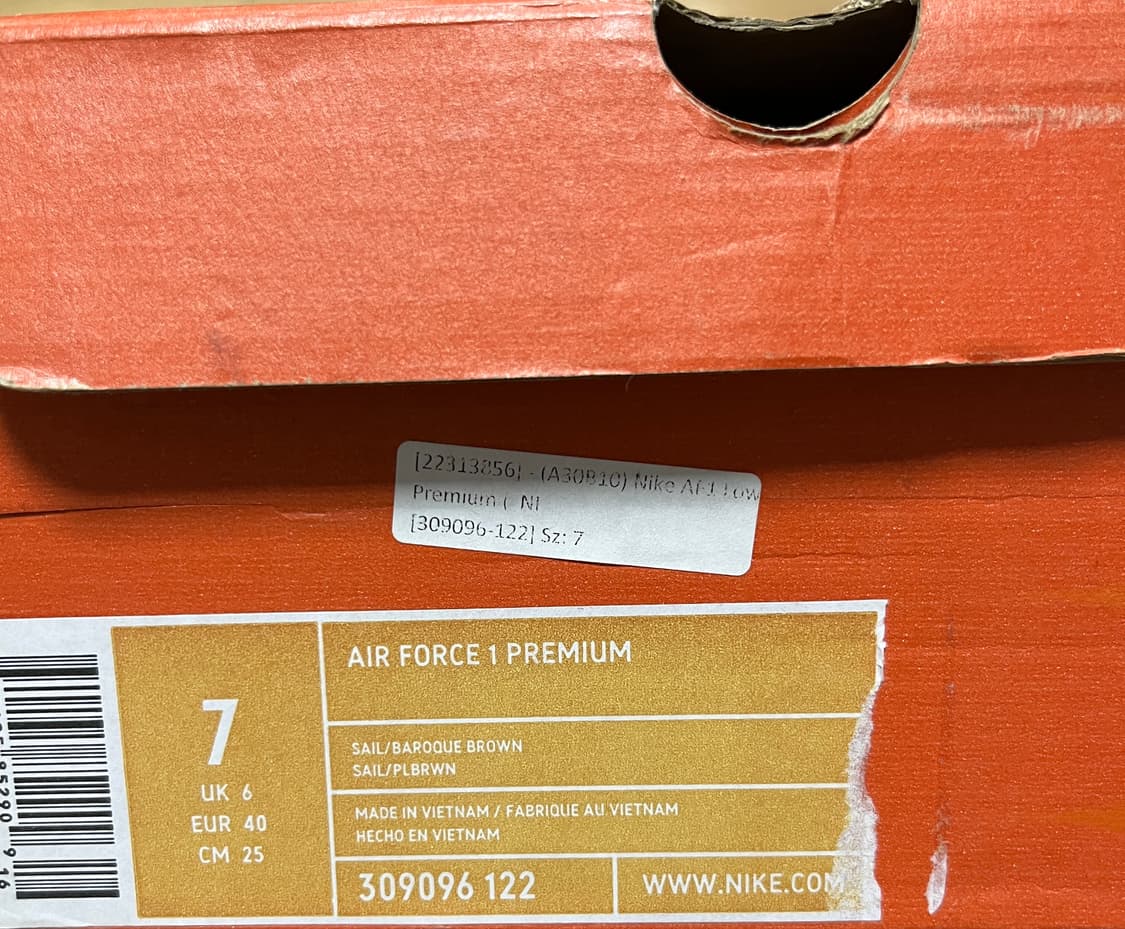 [22313856] - (A30B10) Nike AF1 Low
Premium ( NI
[309096-122] Sz: 7
AIR FORCE 1 PREMIUM
7
SAIL/BAROQUE BROWN
SAIL/PLBRWN
UK 6
EUR 40
CM 25
MADE IN VIETNAM / FABRIQUE AU VIETNAM
HECHO EN VIETNAM
309096 122
WWW.NIKE.COM